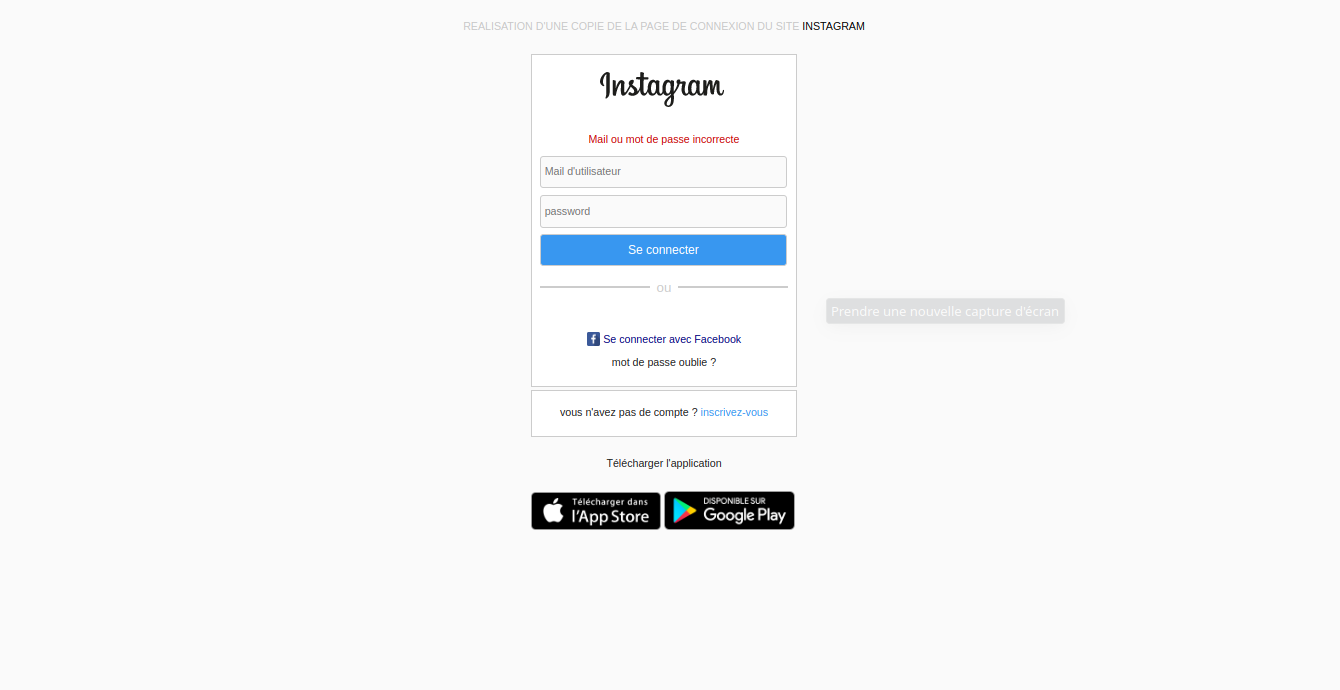 REALISATION D'UNE COPIE DE LA PAGE DE CONNEXION DU SITE INSTAGRAM
Instagram
Mail ou mot de passe incorrecte
Mail d'utilisateur
password
Se connecter
ou
Prendre une nouvelle capture d'écran
Se connecter avec Facebook
mot de passe oublie ?
vous n'avez pas de compte ? inscrivez-vous
Télécharger l'application
Télécharger dans
l'App Store
DISPONIBLE SUR
Google Play